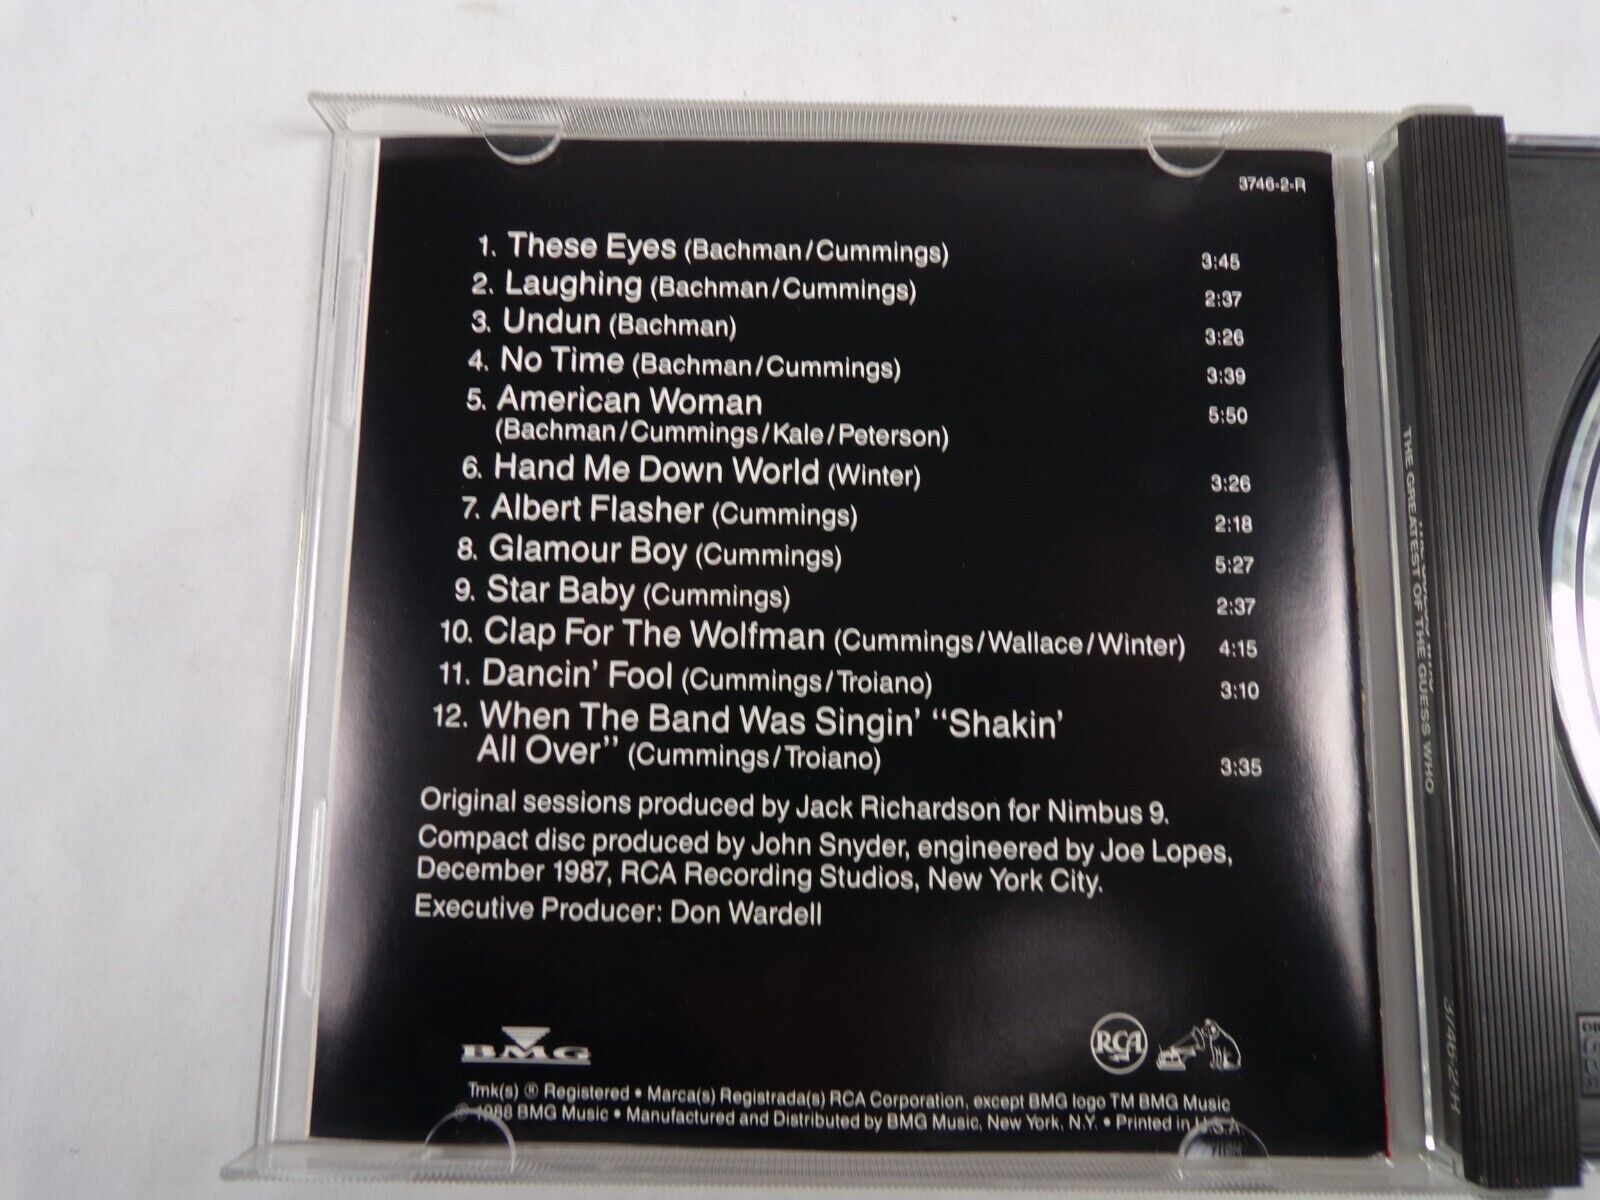 3746-2-R
1. These Eyes (Bachman/Cummings) 3:45
2. Laughing (Bachman/Cummings) 2:37
3. Undun (Bachman) 3:26
4. No Time (Bachman/Cummings) 3:39
5. American Woman 5:50
(Bachman/Cummings/Kale/Peterson)
6. Hand Me Down World (Winter) 3:26
7. Albert Flasher (Cummings) 2:18
8. Glamour Boy (Cummings) 5:27
9. Star Baby (Cummings) 2:37
10. Clap For The Wolfman (Cummings/Wallace/Winter) 4:15
11. Dancin' Fool (Cummings/Troiano) 3:10
12. When The Band Was Singin' "Shakin'
All Over" (Cummings/Troiano) 3:35
Original sessions produced by Jack Richardson for Nimbus 9.
Compact disc produced by John Snyder, engineered by Joe Lopes,
December 1987, RCA Recording Studios, New York City.
Executive Producer: Don Wardell
BMG
RCA
Tmk(s) ® Registered • Marca(s) Registrada(s) RCA Corporation, except BMG logo TM BMG Music
© 1988 BMG Music • Manufactured and Distributed by BMG Music, New York, N.Y. • Printed in U.S.A
THE GREATEST OF THE GUESS WHO